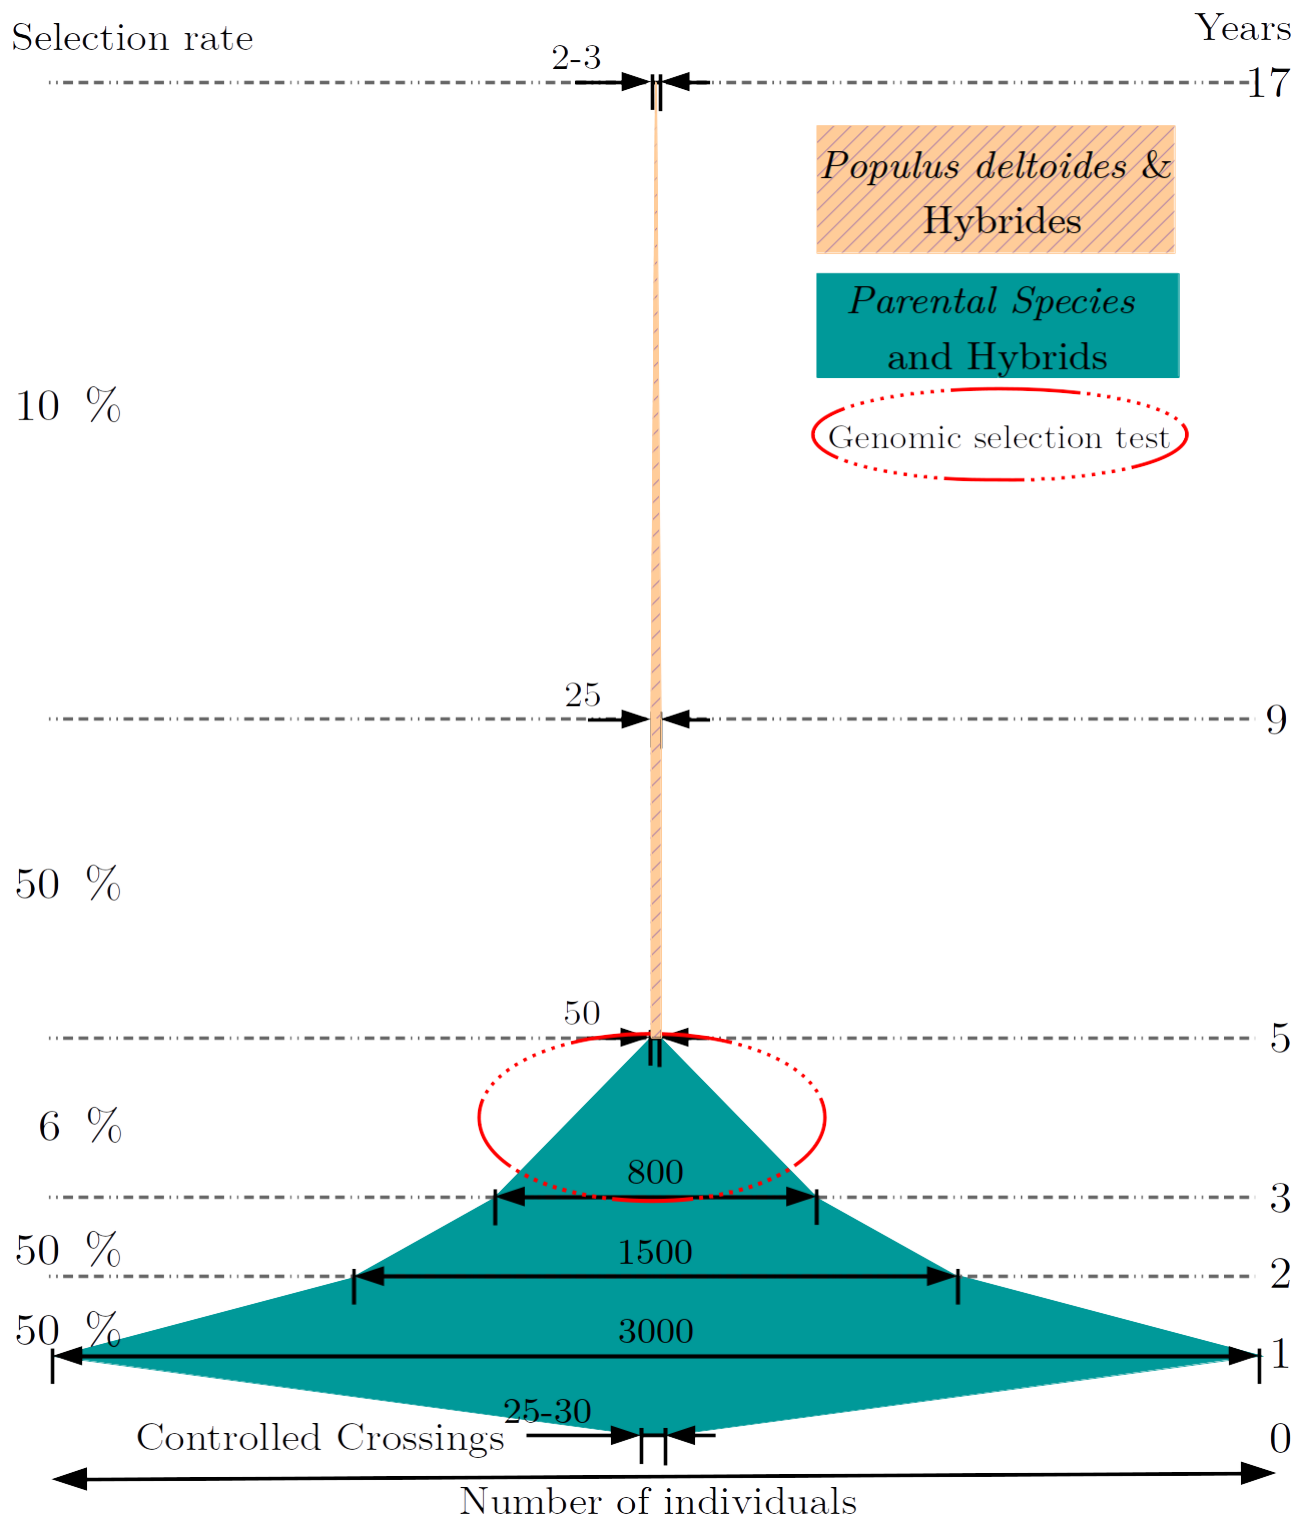 Selection rate
Years
2-3
17
Populus deltoides &
Hybrides
Parental Species
and Hybrids
10 %
Genomic selection test
25
9
50 %
50
5
6 %
800
3
50 %
1500
2
50 %
3000
1
25-30
Controlled Crossings
0
Number of individuals